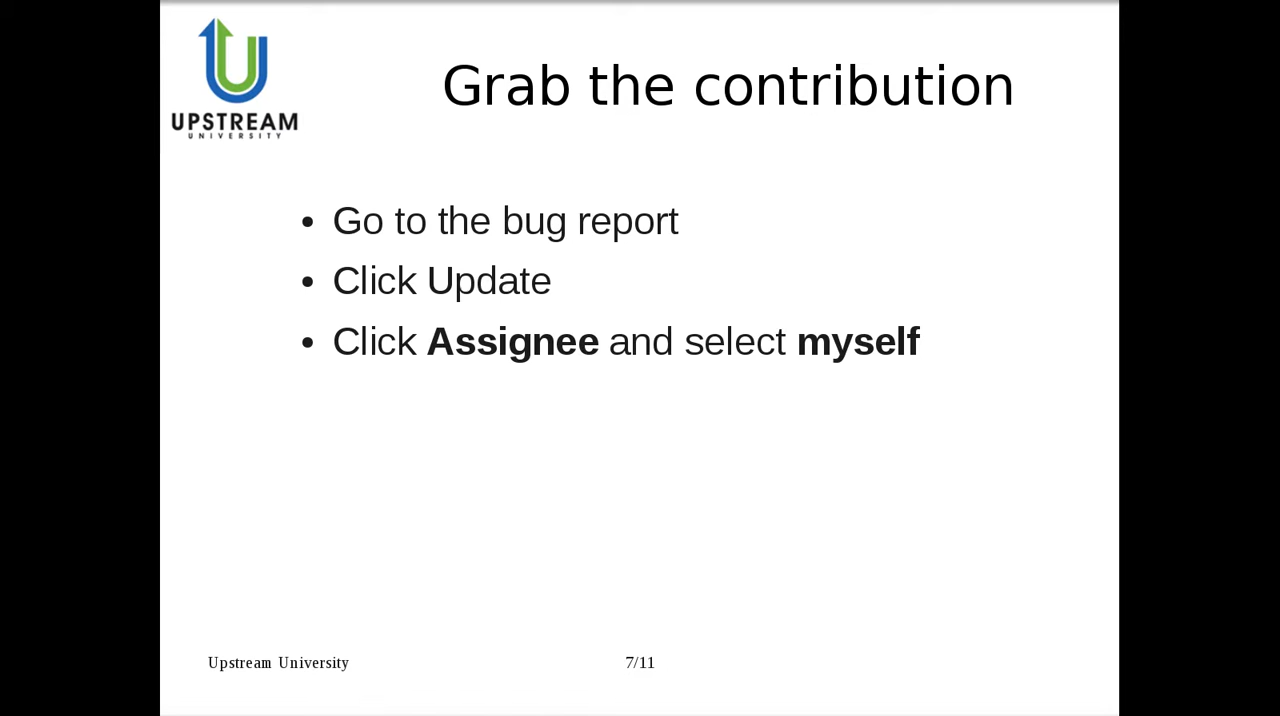 UPSTREAM
UNIVERSITY
Grab the contribution
• Go to the bug report
• Click Update
• Click Assignee and select myself
Upstream University
7/11